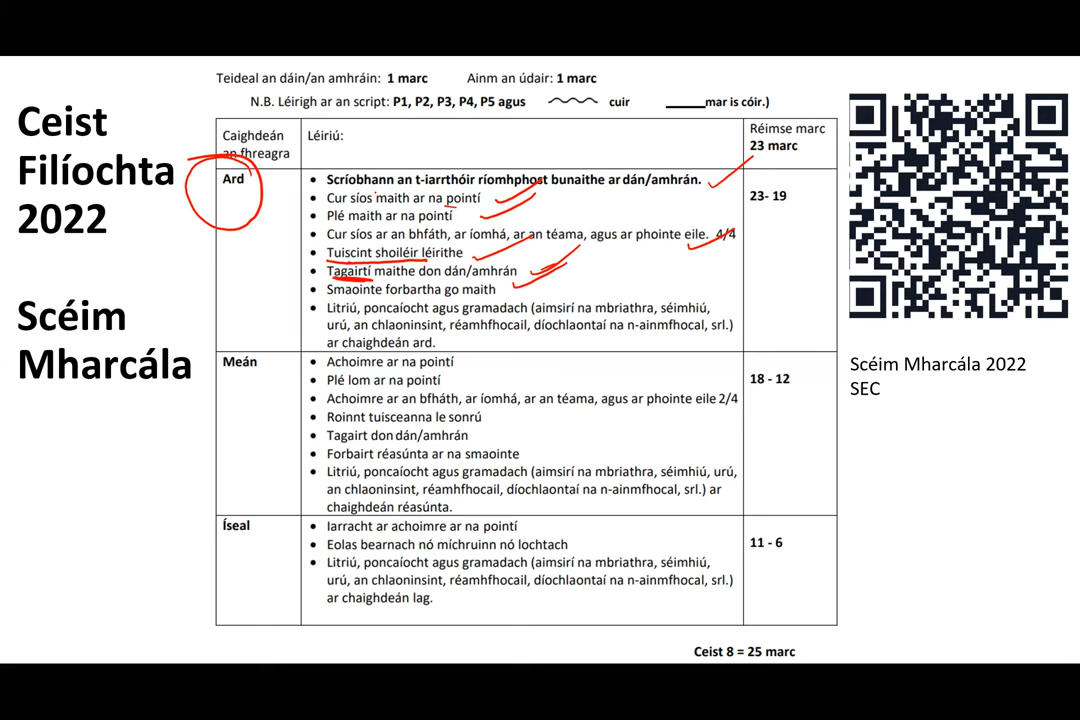 Ceist
Filíochta
2022
Scéim
Mharcála
Teideal an dáin/an amhráin: 1 marc Ainm an údair: 1 marc
N.B. Léirigh ar an script: P1, P2, P3, P4, P5 agus cuir mar is cóir.)
Caighdeán
an fhreagra
Léiriú:
Réimse marc
23 marc
Ard
• Scríobhann an t-iarrthóir ríomhphost bunaithe ar dán/amhrán.
• Cur síos maith ar na pointí
• Plé maith ar na pointí
• Cur síos ar an bhfáth, ar íomhá, ar an téama, agus ar phointe eile. 4/4
• Tuiscint shoiléir léirithe
• Tagairtí maithe don dán/amhrán
• Smaointe forbartha go maith
• Litriú, poncaíocht agus gramadach (aimsirí na mbriathra, séimhiú,
urú, an chlaoninsint, réamhfhocail, díochlaontaí na n-ainmfhocal, srl.)
ar chaighdeán ard.
23- 19
Meán
• Achoimre ar na pointí
• Plé lom ar na pointí
• Achoimre ar an bfháth, ar íomhá, ar an téama, agus ar phointe eile 2/4
• Roinnt tuisceanna le sonrú
• Tagairt don dán/amhrán
• Forbairt réasúnta ar na smaointe
• Litriú, poncaíocht agus gramadach (aimsirí na mbriathra, séimhiú, urú,
an chlaoninsint, réamhfhocail, díochlaontaí na n-ainmfhocal, srl.) ar
chaighdeán réasúnta.
18 - 12
Íseal
• Iarracht ar achoimre ar na pointí
• Eolas bearnach nó míchruinn nó lochtach
• Litriú, poncaíocht agus gramadach (aimsirí na mbriathra, séimhiú,
urú, an chlaoninsint, réamhfhocail, díochlaontaí na n-ainmfhocal, srl.)
ar chaighdeán lag.
11 - 6
Ceist 8 = 25 marc
Scéim Mharcála 2022
SEC